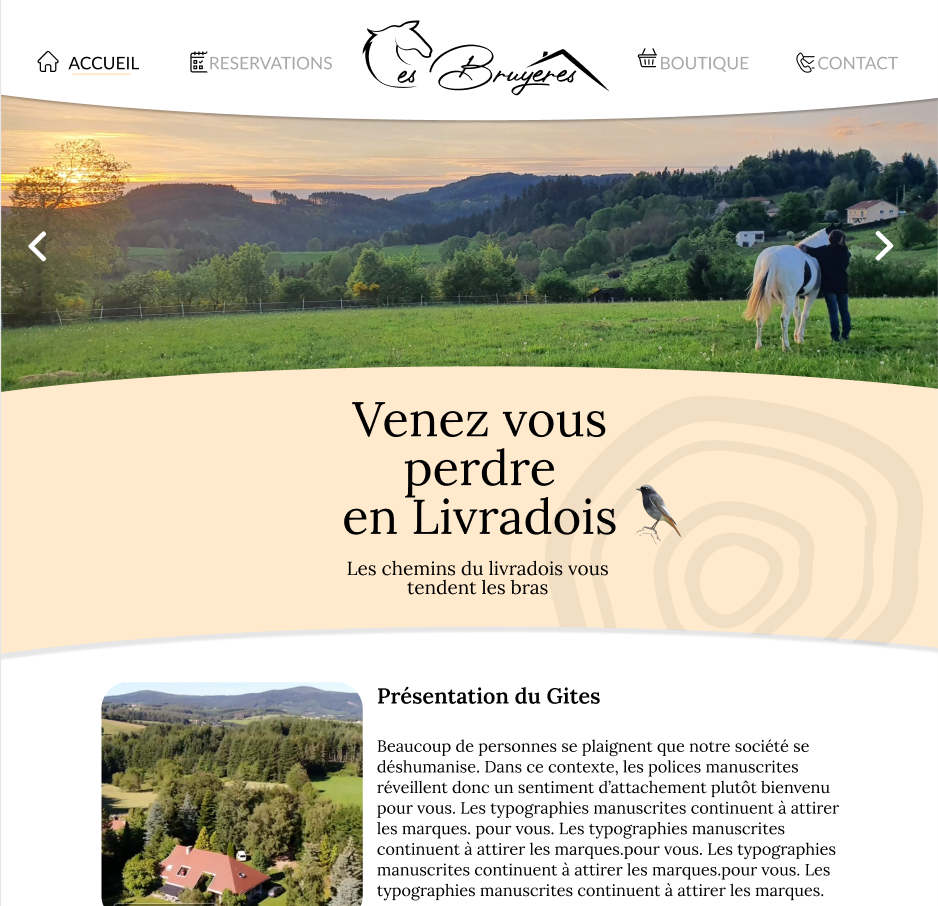 ACCUEIL
RESERVATIONS
Les Bruyeres
BOUTIQUE
CONTACT
Venez vous
perdre
en Livradois
Les chemins du livradois vous
tendent les bras
Présentation du Gites
Beaucoup de personnes se plaignent que notre société se
déshumanise. Dans ce contexte, les polices manuscrites
réveillent donc un sentiment d’attachement plutôt bienvenu
pour vous. Les typographies manuscrites continuent à attirer
les marques. pour vous. Les typographies manuscrites
continuent à attirer les marques.pour vous. Les typographies
manuscrites continuent à attirer les marques.pour vous. Les
typographies manuscrites continuent à attirer les marques.